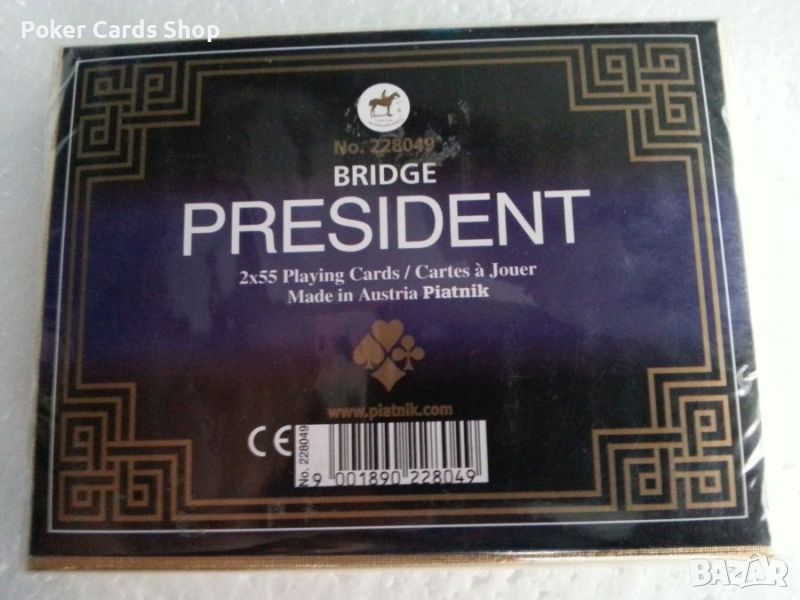 Poker Cards Shop
No. 228049
BRIDGE
PRESIDENT
2x55 Playing Cards / Cartes à Jouer
Made in Austria Piatnik
www.piatnik.com
CE
No. 228049
9 001890 228049
BAZAR